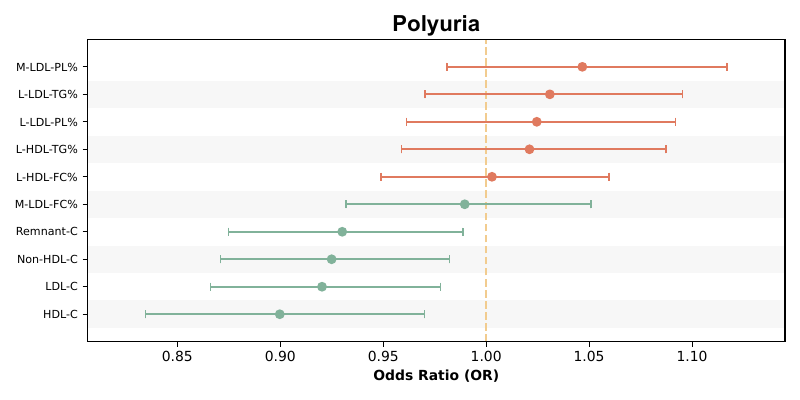 Polyuria
M-LDL-PL%
L-LDL-TG%
L-LDL-PL%
L-HDL-TG%
L-HDL-FC%
M-LDL-FC%
Remnant-C
Non-HDL-C
LDL-C
HDL-C
0.85 0.90 0.95 1.00 1.05 1.10
Odds Ratio (OR)